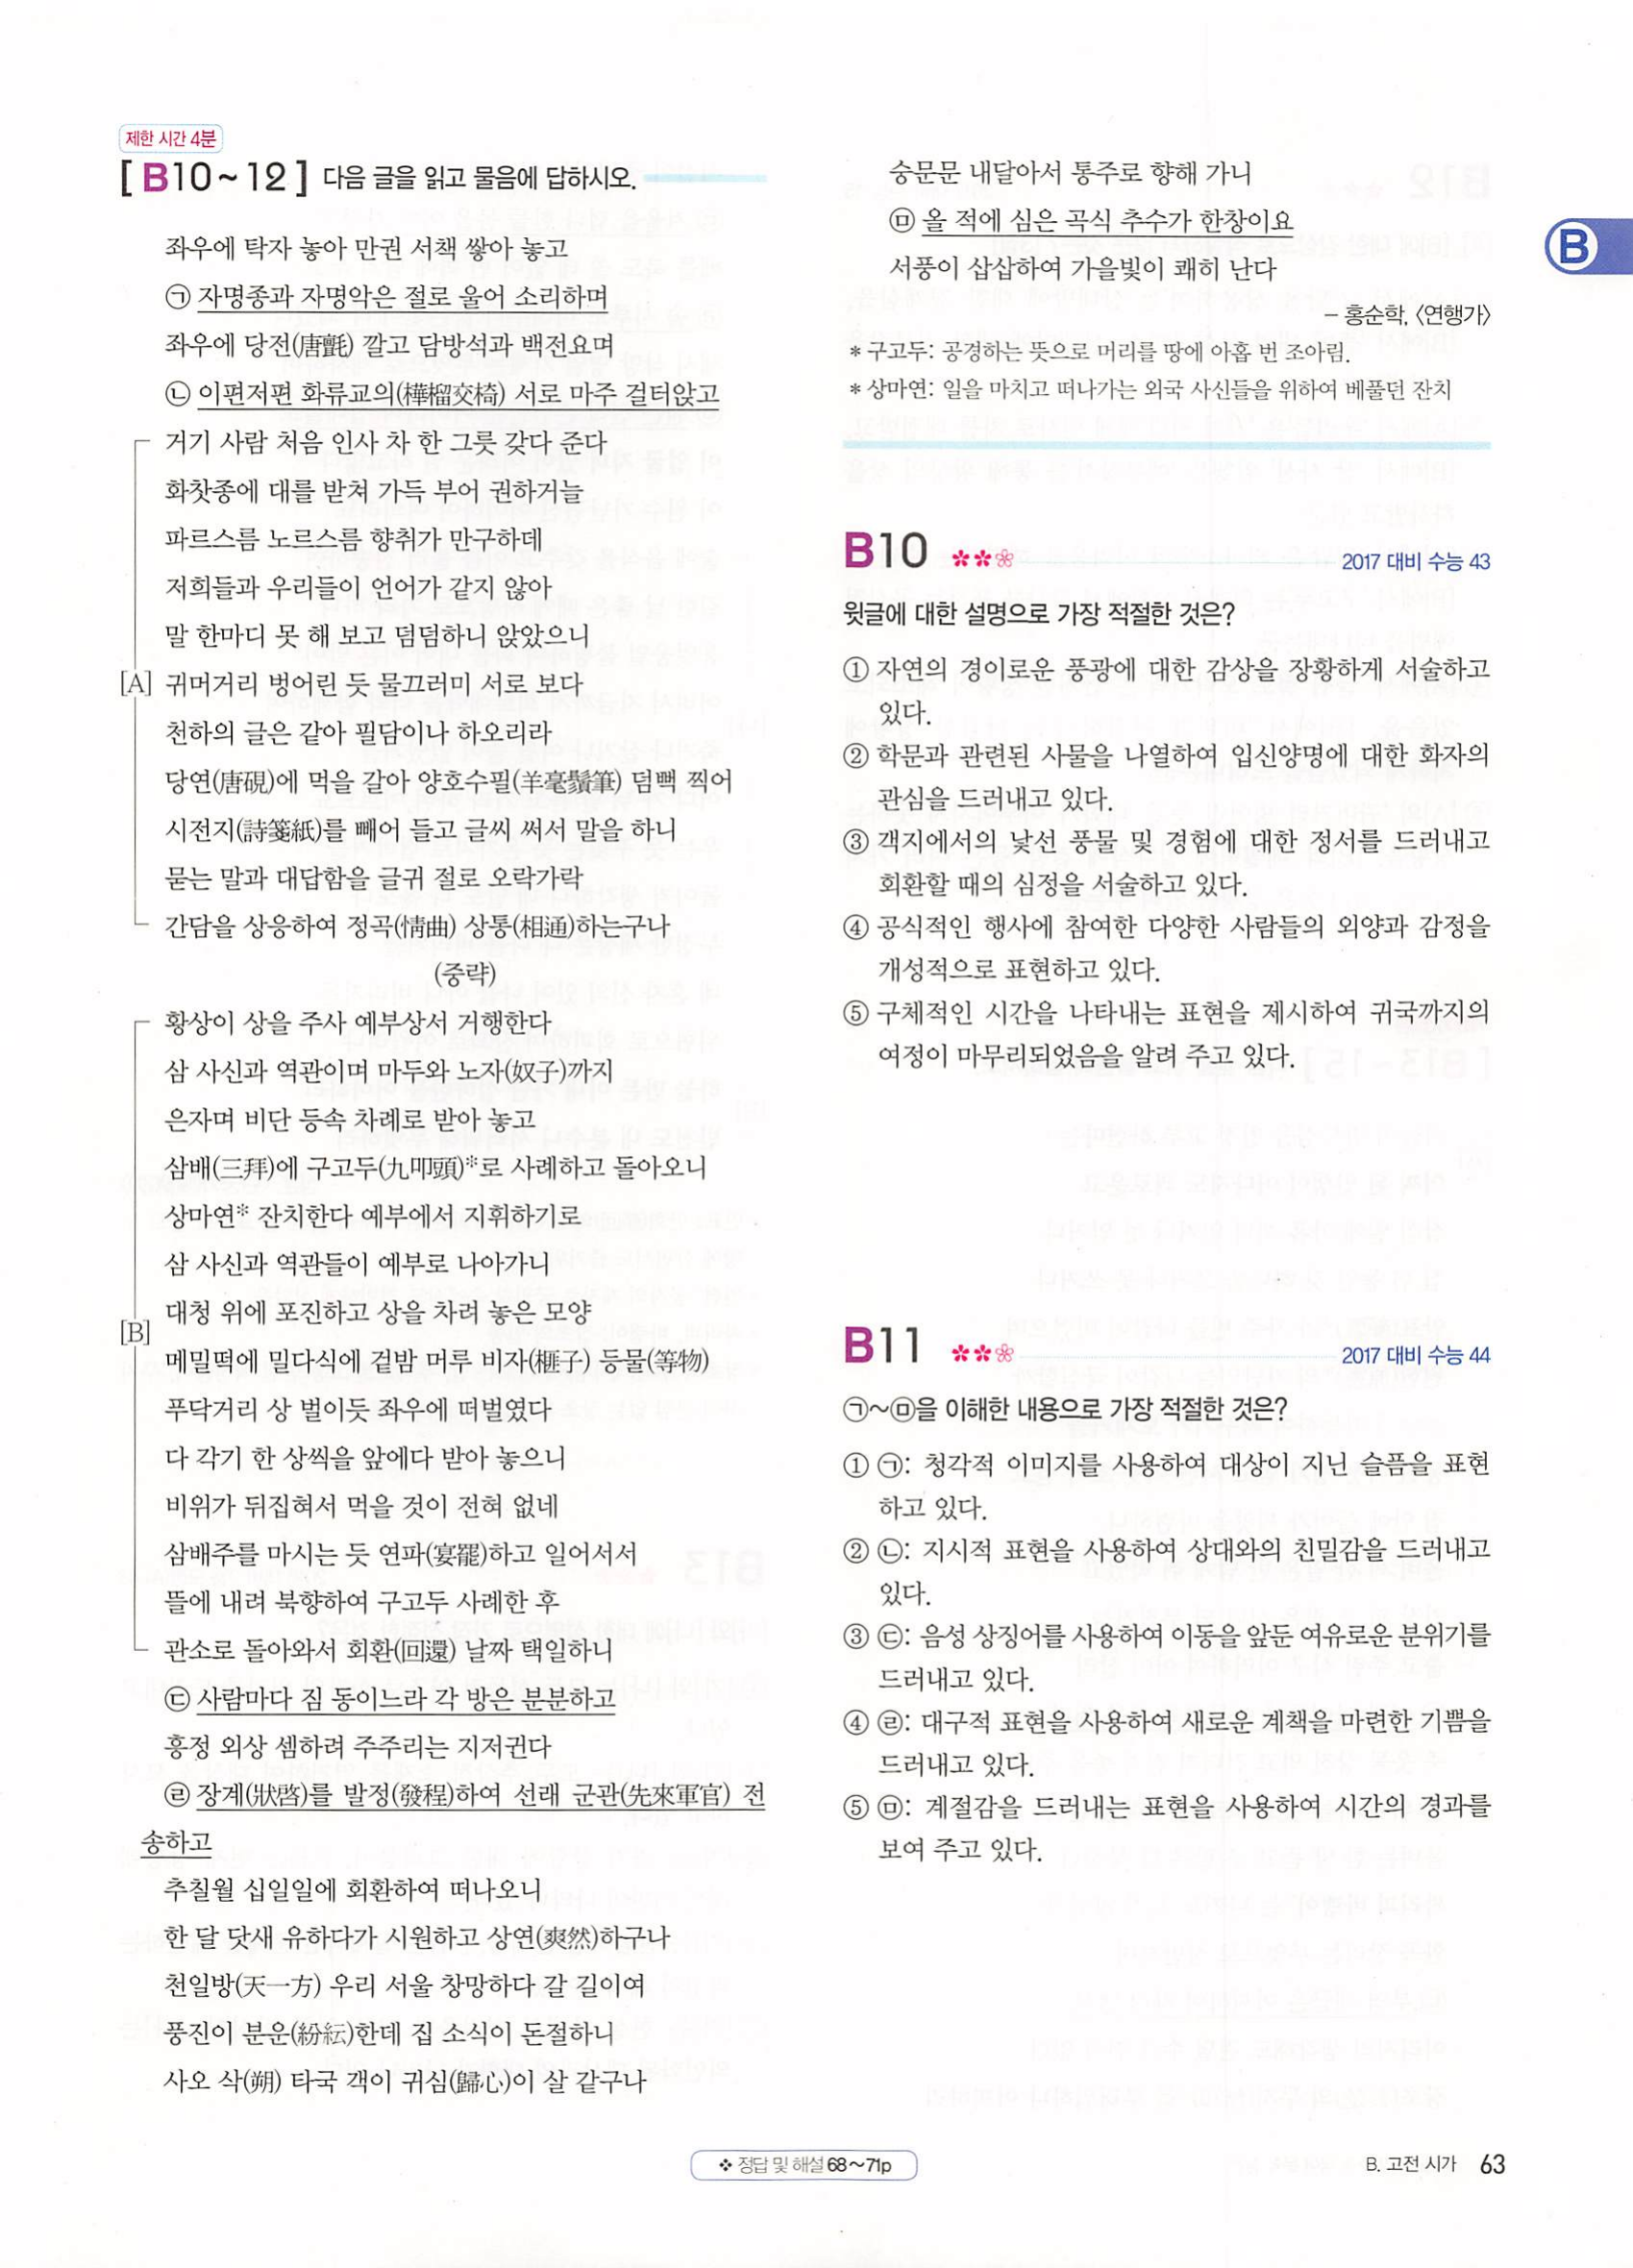 제한 시간 4분
[B10~12] 다음 글을 읽고 물음에 답하시오.
좌우에 탁자 놓아 만권 서책 쌓아 놓고
㉠ 자명종과 자명악은 절로 울어 소리하며
좌우에 당전(唐氈) 깔고 담방석과 백전요며
㉡ 이편저편 화류교의(樺榴交椅) 서로 마주 걸터앉고
거기 사람 처음 인사 차 한 그릇 갖다 준다
화찻종에 대를 받쳐 가득 부어 권하거늘
파르스름 노르스름 향취가 만구하데
저희들과 우리들이 언어가 같지 않아
말 한마디 못 해 보고 덤덤하니 앉았으니
[A] 귀머거리 벙어린 듯 물끄러미 서로 보다
천하의 글은 같아 필담이나 하오리라
당연(唐硯)에 먹을 갈아 양호수필(羊毫鬚筆) 덤뻑 찍어
시전지(詩箋紙)를 빼어 들고 글씨 써서 말을 하니
묻는 말과 대답함을 글귀 절로 오락가락
간담을 상응하여 정곡(情曲) 상통(相通)하는구나
(중략)
황상이 상을 주사 예부상서 거행한다
삼 사신과 역관이며 마두와 노자(奴子)까지
은자며 비단 등속 차례로 받아 놓고
삼배(三拜)에 구고두(九叩頭)*로 사례하고 돌아오니
상마연* 잔치한다 예부에서 지휘하기로
삼 사신과 역관들이 예부로 나아가니
대청 위에 포진하고 상을 차려 놓은 모양
[B]
메밀떡에 밀다식에 겉밤 머루 비자(榧子) 등물(等物)
푸닥거리 상 벌이듯 좌우에 떠벌였다
다 각기 한 상씩을 앞에다 받아 놓으니
비위가 뒤집혀서 먹을 것이 전혀 없네
삼배주를 마시는 듯 연파(宴罷)하고 일어서서
뜰에 내려 북향하여 구고두 사례한 후
관소로 돌아와서 회환(回還) 날짜 택일하니
㉢ 사람마다 짐 동이느라 각 방은 분분하고
흥정 외상 셈하려 주주리는 지저귄다
㉣ 장계(狀啓)를 발정(發程)하여 선래 군관(先來軍官) 전
송하고
추칠월 십일일에 회환하여 떠나오니
한 달 닷새 유하다가 시원하고 상연(爽然)하구나
천일방(天一方) 우리 서울 창망하다 갈 길이여
풍진이 분운(紛紜)한데 집 소식이 돈절하니
사오 삭(朔) 타국 객이 귀심(歸心)이 살 같구나
숭문문 내달아서 통주로 향해 가니
㉤ 올 적에 심은 곡식 추수가 한창이요
서풍이 삽삽하여 가을빛이 쾌히 난다
- 홍순학, <연행가>
* 구고두: 공경하는 뜻으로 머리를 땅에 아홉 번 조아림.
* 상마연: 일을 마치고 떠나가는 외국 사신들을 위하여 베풀던 잔치
B
B10 2017 대비 수능 43
윗글에 대한 설명으로 가장 적절한 것은?
① 자연의 경이로운 풍광에 대한 감상을 장황하게 서술하고
있다.
② 학문과 관련된 사물을 나열하여 입신양명에 대한 화자의
관심을 드러내고 있다.
③ 객지에서의 낯선 풍물 및 경험에 대한 정서를 드러내고
회환할 때의 심정을 서술하고 있다.
④ 공식적인 행사에 참여한 다양한 사람들의 외양과 감정을
개성적으로 표현하고 있다.
⑤ 구체적인 시간을 나타내는 표현을 제시하여 귀국까지의
여정이 마무리되었음을 알려 주고 있다.
B11 2017 대비 수능 44
㉠~㉤을 이해한 내용으로 가장 적절한 것은?
① ㉠: 청각적 이미지를 사용하여 대상이 지닌 슬픔을 표현
하고 있다.
② ㉡: 지시적 표현을 사용하여 상대와의 친밀감을 드러내고
있다.
③ ㉢: 음성 상징어를 사용하여 이동을 앞둔 여유로운 분위기를
드러내고 있다.
④ ㉣: 대구적 표현을 사용하여 새로운 계책을 마련한 기쁨을
드러내고 있다.
⑤ ㉤: 계절감을 드러내는 표현을 사용하여 시간의 경과를
보여 주고 있다.
❖ 정답 및 해설 68~71p
B. 고전 시가 63